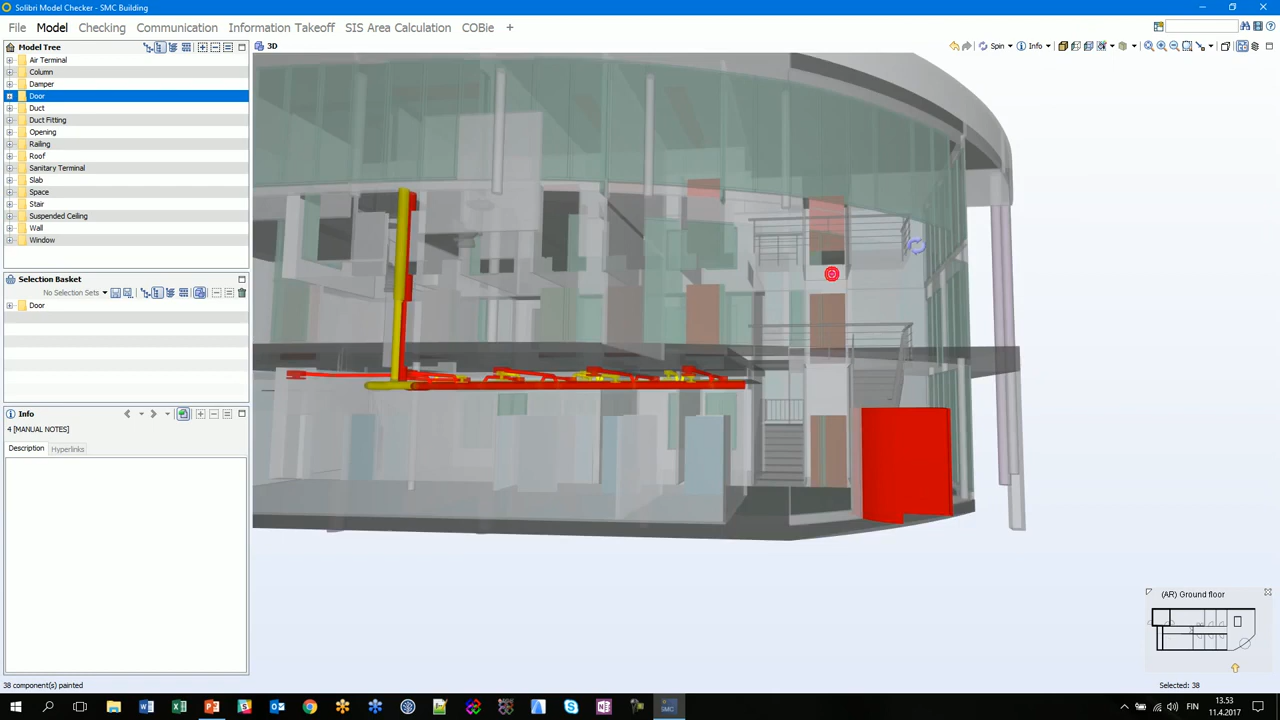 Solibri Model Checker - SMC Building
File Model Checking Communication Information Takeoff SIS Area Calculation COBie +
Model Tree
Air Terminal
Column
Damper
Door
Duct
Duct Fitting
Opening
Railing
Roof
Sanitary Terminal
Slab
Space
Stair
Suspended Ceiling
Wall
Window
Selection Basket
No Selection Sets
Door
Info
4 [MANUAL NOTES]
Description Hyperlinks
3D
Spin Info
(AR) Ground floor
38 component(s) painted
Selected: 38
FIN
13.53
11.4.2017
SMC